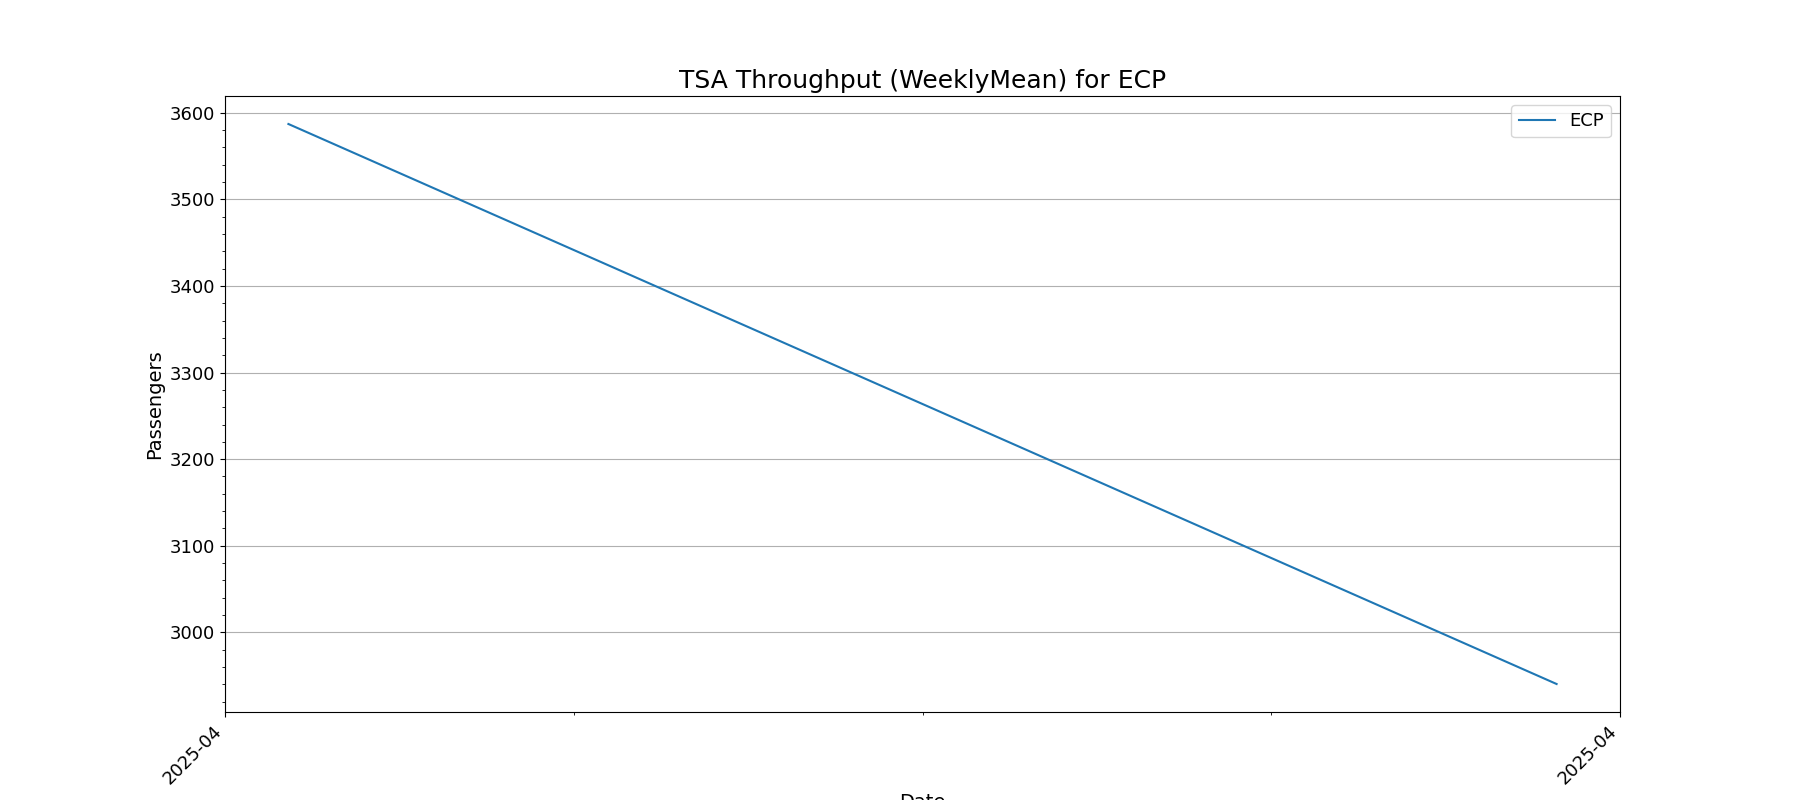 TSA Throughput (WeeklyMean) for ECP
ECP
Passengers
3600
3500
3400
3300
3200
3100
3000
2025-04
2025-04
Date